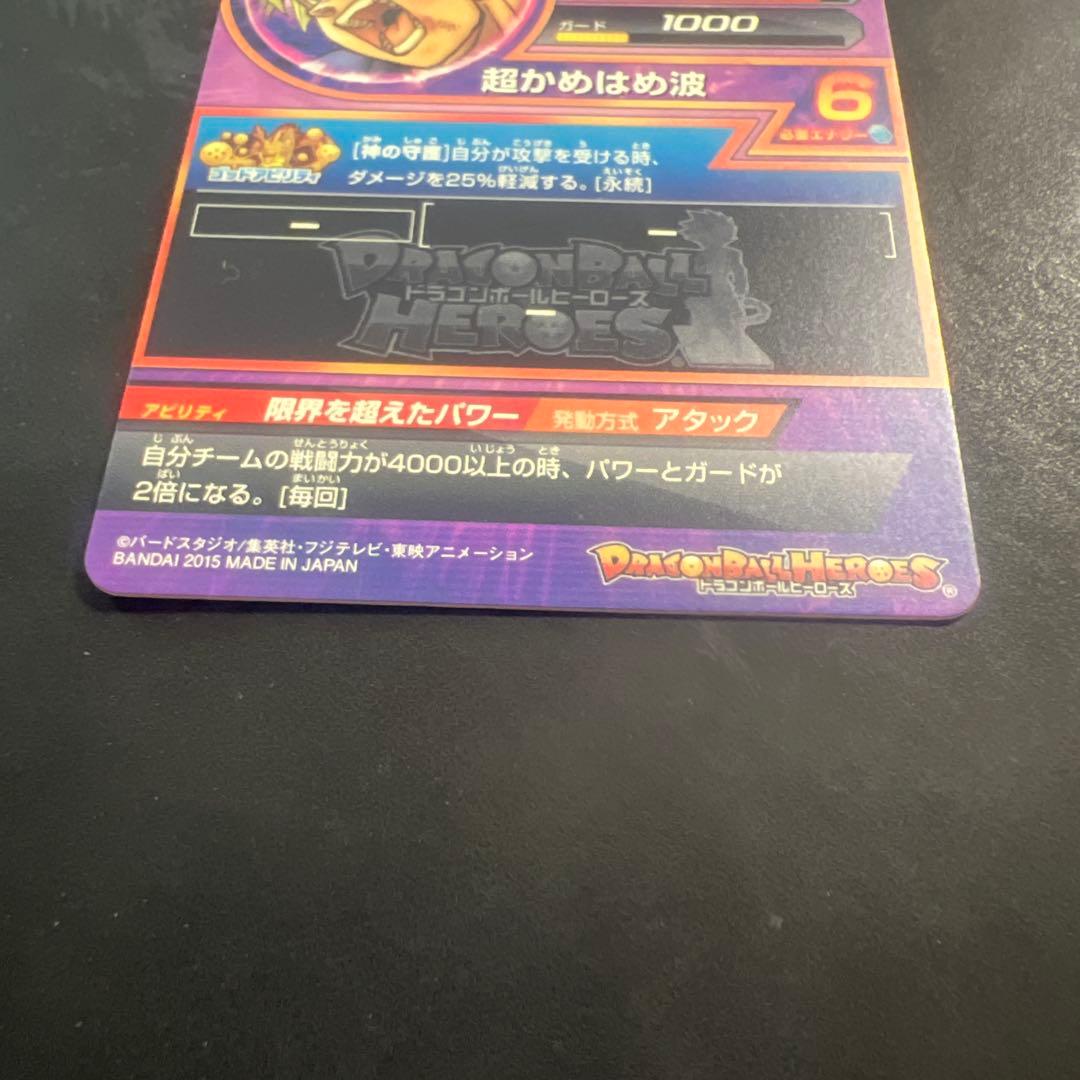 ガード 1000
超かめはめ波
6
必要エナジー
ゴッドアビリティ
[神の守護]自分が攻撃を受ける時、
ダメージを25%軽減する。[永続]
ー
ー
DRAGON BALL
ドラゴンボールヒーローズ
ー
HEROES
アビリティ 限界を超えたパワー 発動方式 アタック
自分チームの戦闘力が4000以上の時、パワーとガードが
2倍になる。[毎回]
©バードスタジオ/集英社・フジテレビ・東映アニメーション
BANDAI 2015 MADE IN JAPAN
DRAGON BALL HEROES
ドラゴンボールヒーローズ
®